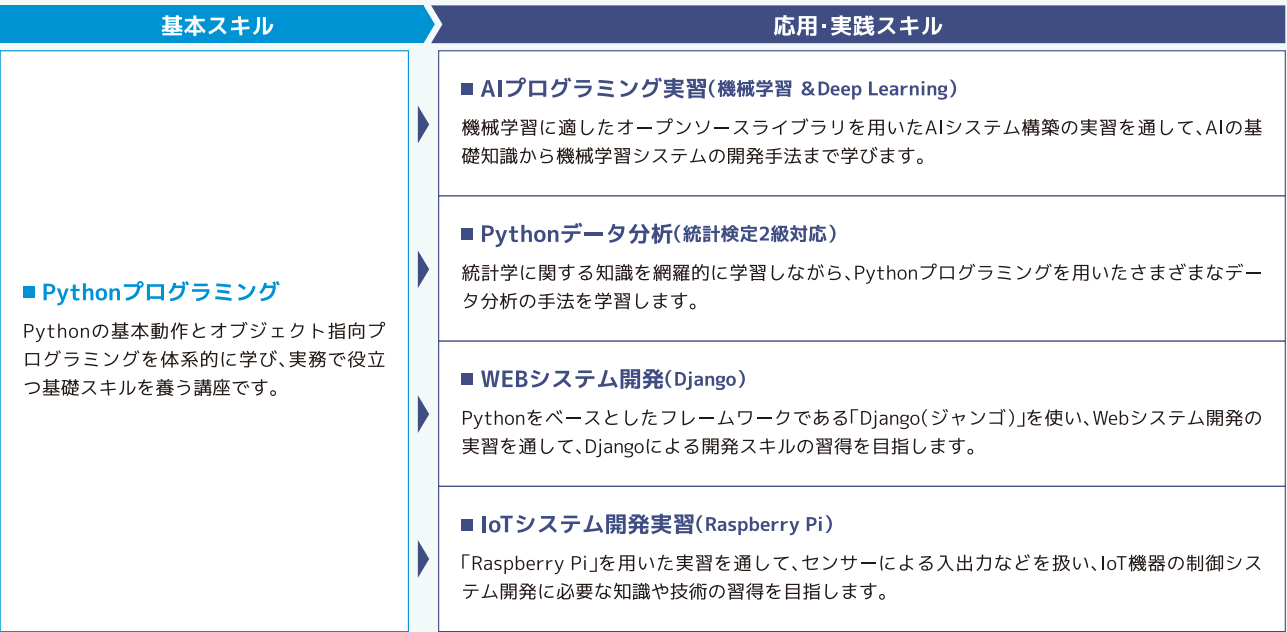 基本スキル
応用・実践スキル
■ Pythonプログラミング
Pythonの基本動作とオブジェクト指向プ
ログラミングを体系的に学び、実務で役立
つ基礎スキルを養う講座です。
■ AIプログラミング実習(機械学習 &Deep Learning)
機械学習に適したオープンソースライブラリを用いたAIシステム構築の実習を通して、AIの基
礎知識から機械学習システムの開発手法まで学びます。
■ Pythonデータ分析(統計検定2級対応)
統計学に関する知識を網羅的に学習しながら、Pythonプログラミングを用いたさまざまなデー
タ分析の手法を学習します。
■ WEBシステム開発(Django)
Pythonをベースとしたフレームワークである「Django(ジャンゴ)」を使い、Webシステム開発の
実習を通して、Djangoによる開発スキルの習得を目指します。
■ IoTシステム開発実習(Raspberry Pi)
「Raspberry Pi」を用いた実習を通して、センサーによる入出力などを扱い、IoT機器の制御シス
テム開発に必要な知識や技術の習得を目指します。